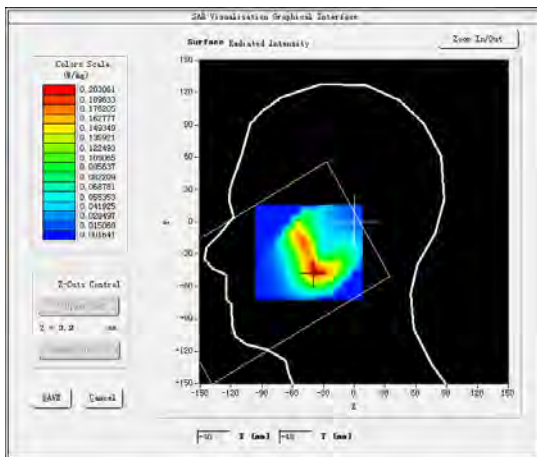 SAR Visualisation Graphical Interface
Surface Radiated Intensity
Zoom In/Out
Colors Scale
(W/kg)
0.203061
0.189633
0.176205
0.162777
0.149349
0.135921
0.122493
0.109065
0.095637
0.082209
0.068781
0.055353
0.041925
0.028497
0.015069
0.001641
150
120
90
60
30
0
-30
-60
-90
-120
-150
Y
-150 -120 -90 -60 -30 0 30 60 90 120 150
X
Z-Cuts Control
Z = 3.2 mm
SAVE Cancel
-40 X (mm) -48 Y (mm)